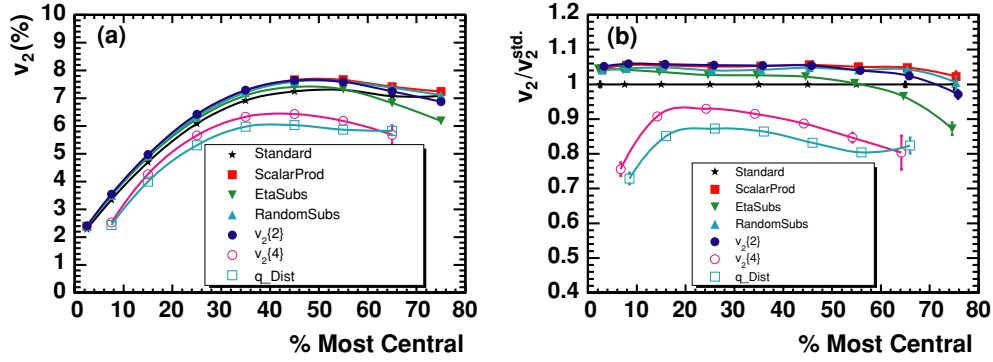 (a)
v₂(%)
10
9
8
7
6
5
4
3
2
1
0
Standard
ScalarProd
EtaSubs
RandomSubs
v₂{2}
v₂{4}
q_Dist
0 10 20 30 40 50 60 70 80
% Most Central
(b)
v₂/v₂^std.
1.2
1.1
1
0.9
0.8
0.7
0.6
0.5
0.4
Standard
ScalarProd
EtaSubs
RandomSubs
v₂{2}
v₂{4}
q_Dist
0 10 20 30 40 50 60 70 80
% Most Central